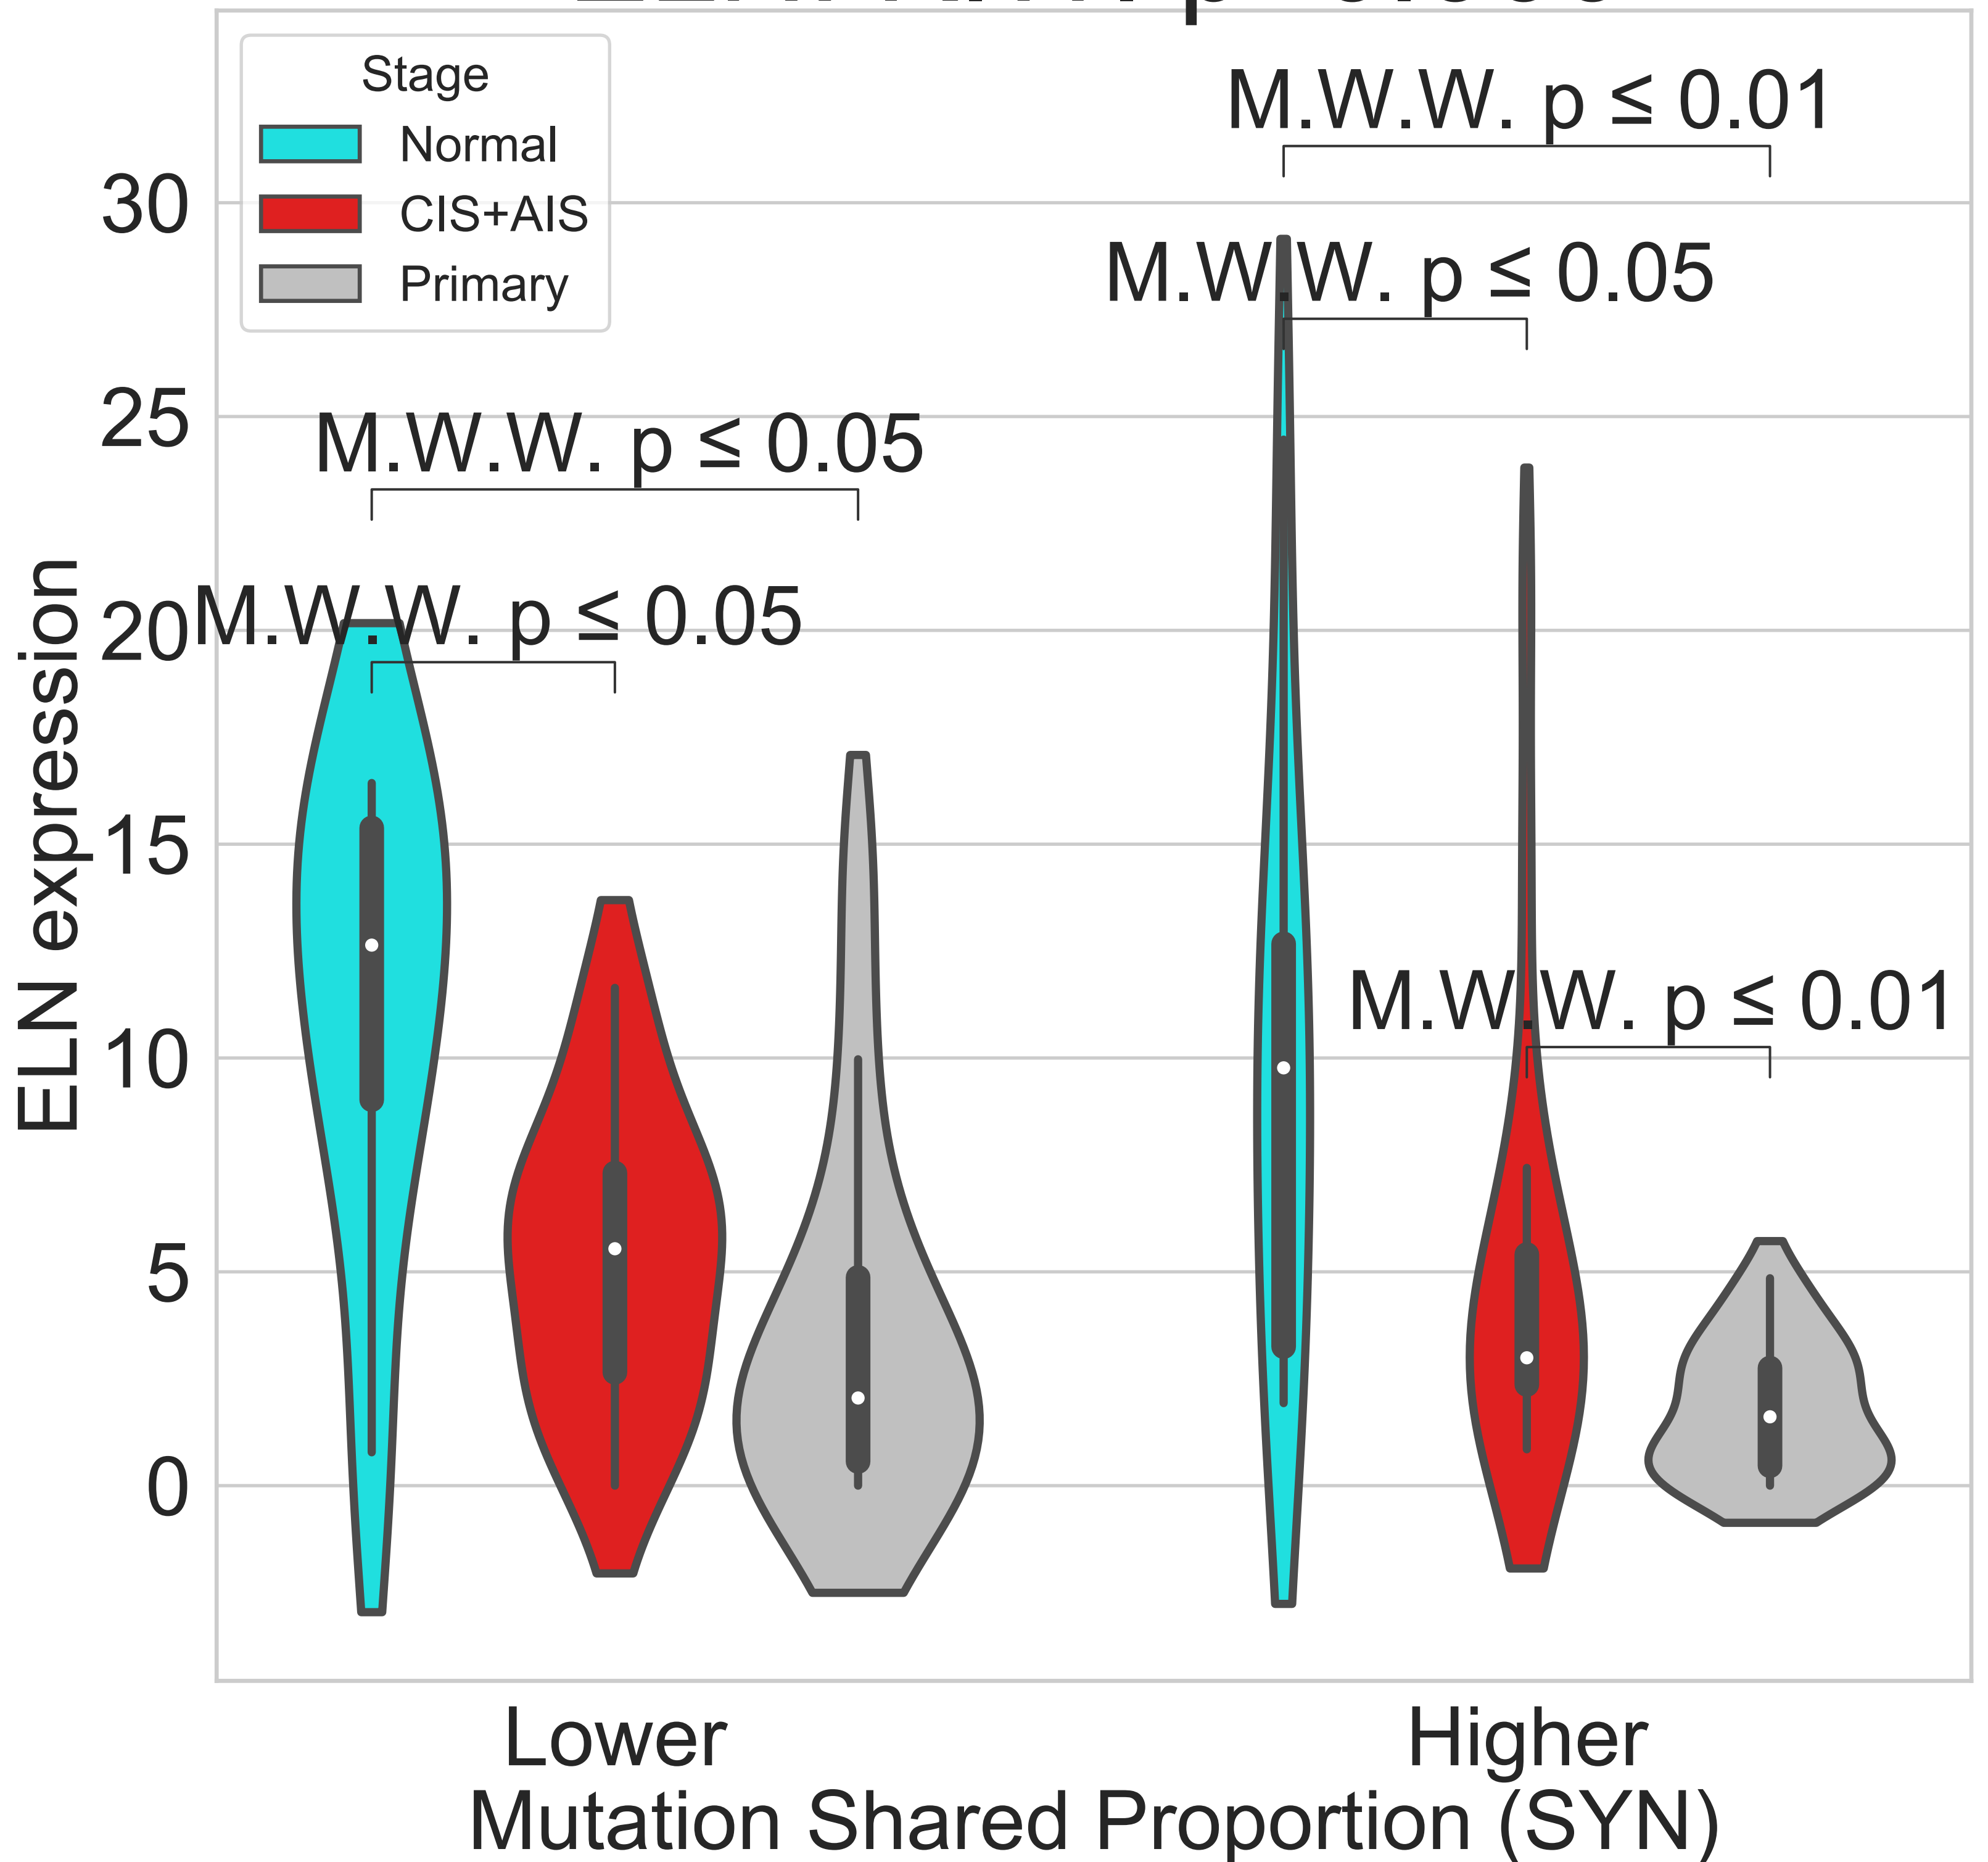 Stage
Normal
CIS+AIS
Primary
M.W.W. p ≤ 0.01
M.W.W. p ≤ 0.05
M.W.W. p ≤ 0.05
M.W.W. p ≤ 0.05
M.W.W. p ≤ 0.01
30
25
20
15
10
5
0
ELN expression
Lower
Higher
Mutation Shared Proportion (SYN)